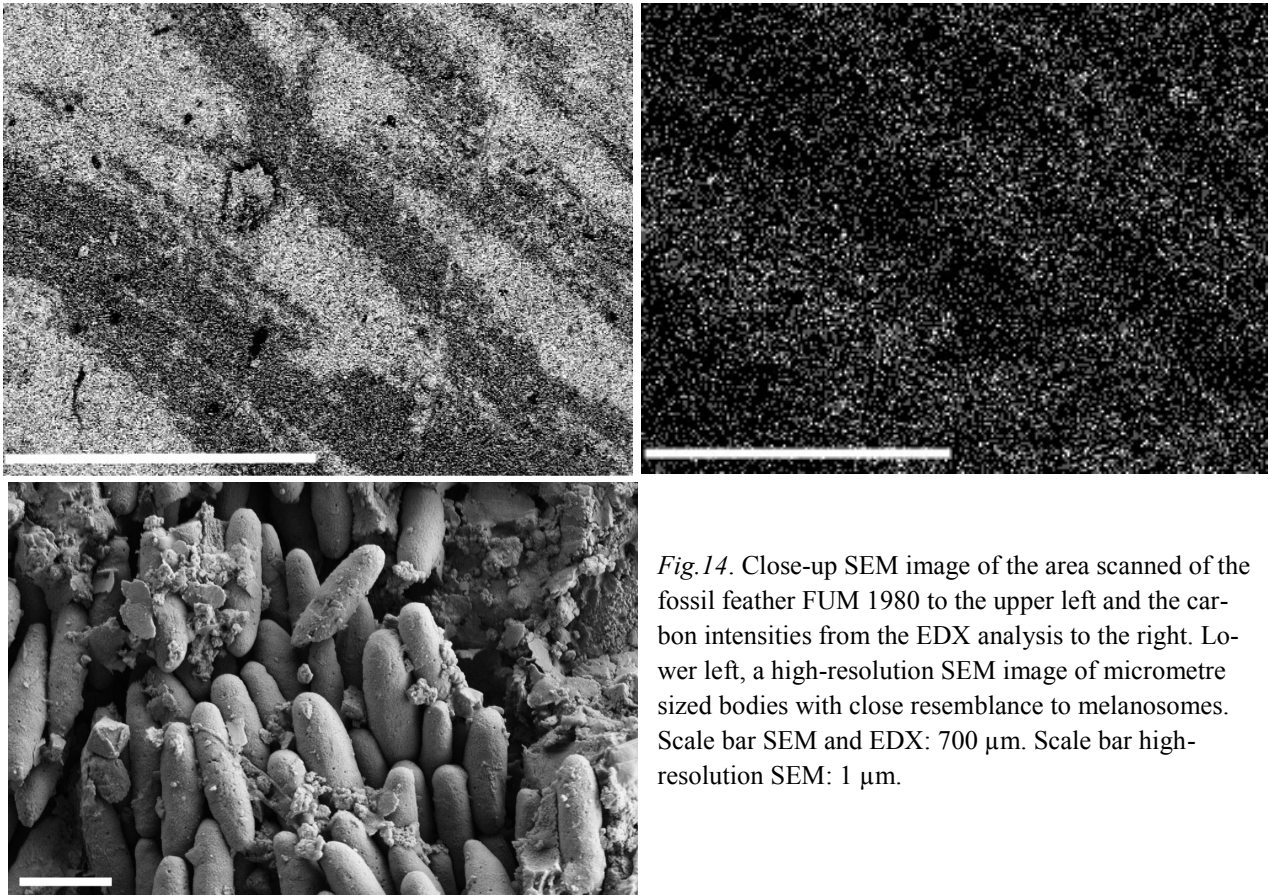 Fig.14. Close-up SEM image of the area scanned of the
fossil feather FUM 1980 to the upper left and the car-
bon intensities from the EDX analysis to the right. Lo-
wer left, a high-resolution SEM image of micrometre
sized bodies with close resemblance to melanosomes.
Scale bar SEM and EDX: 700 µm. Scale bar high-
resolution SEM: 1 µm.